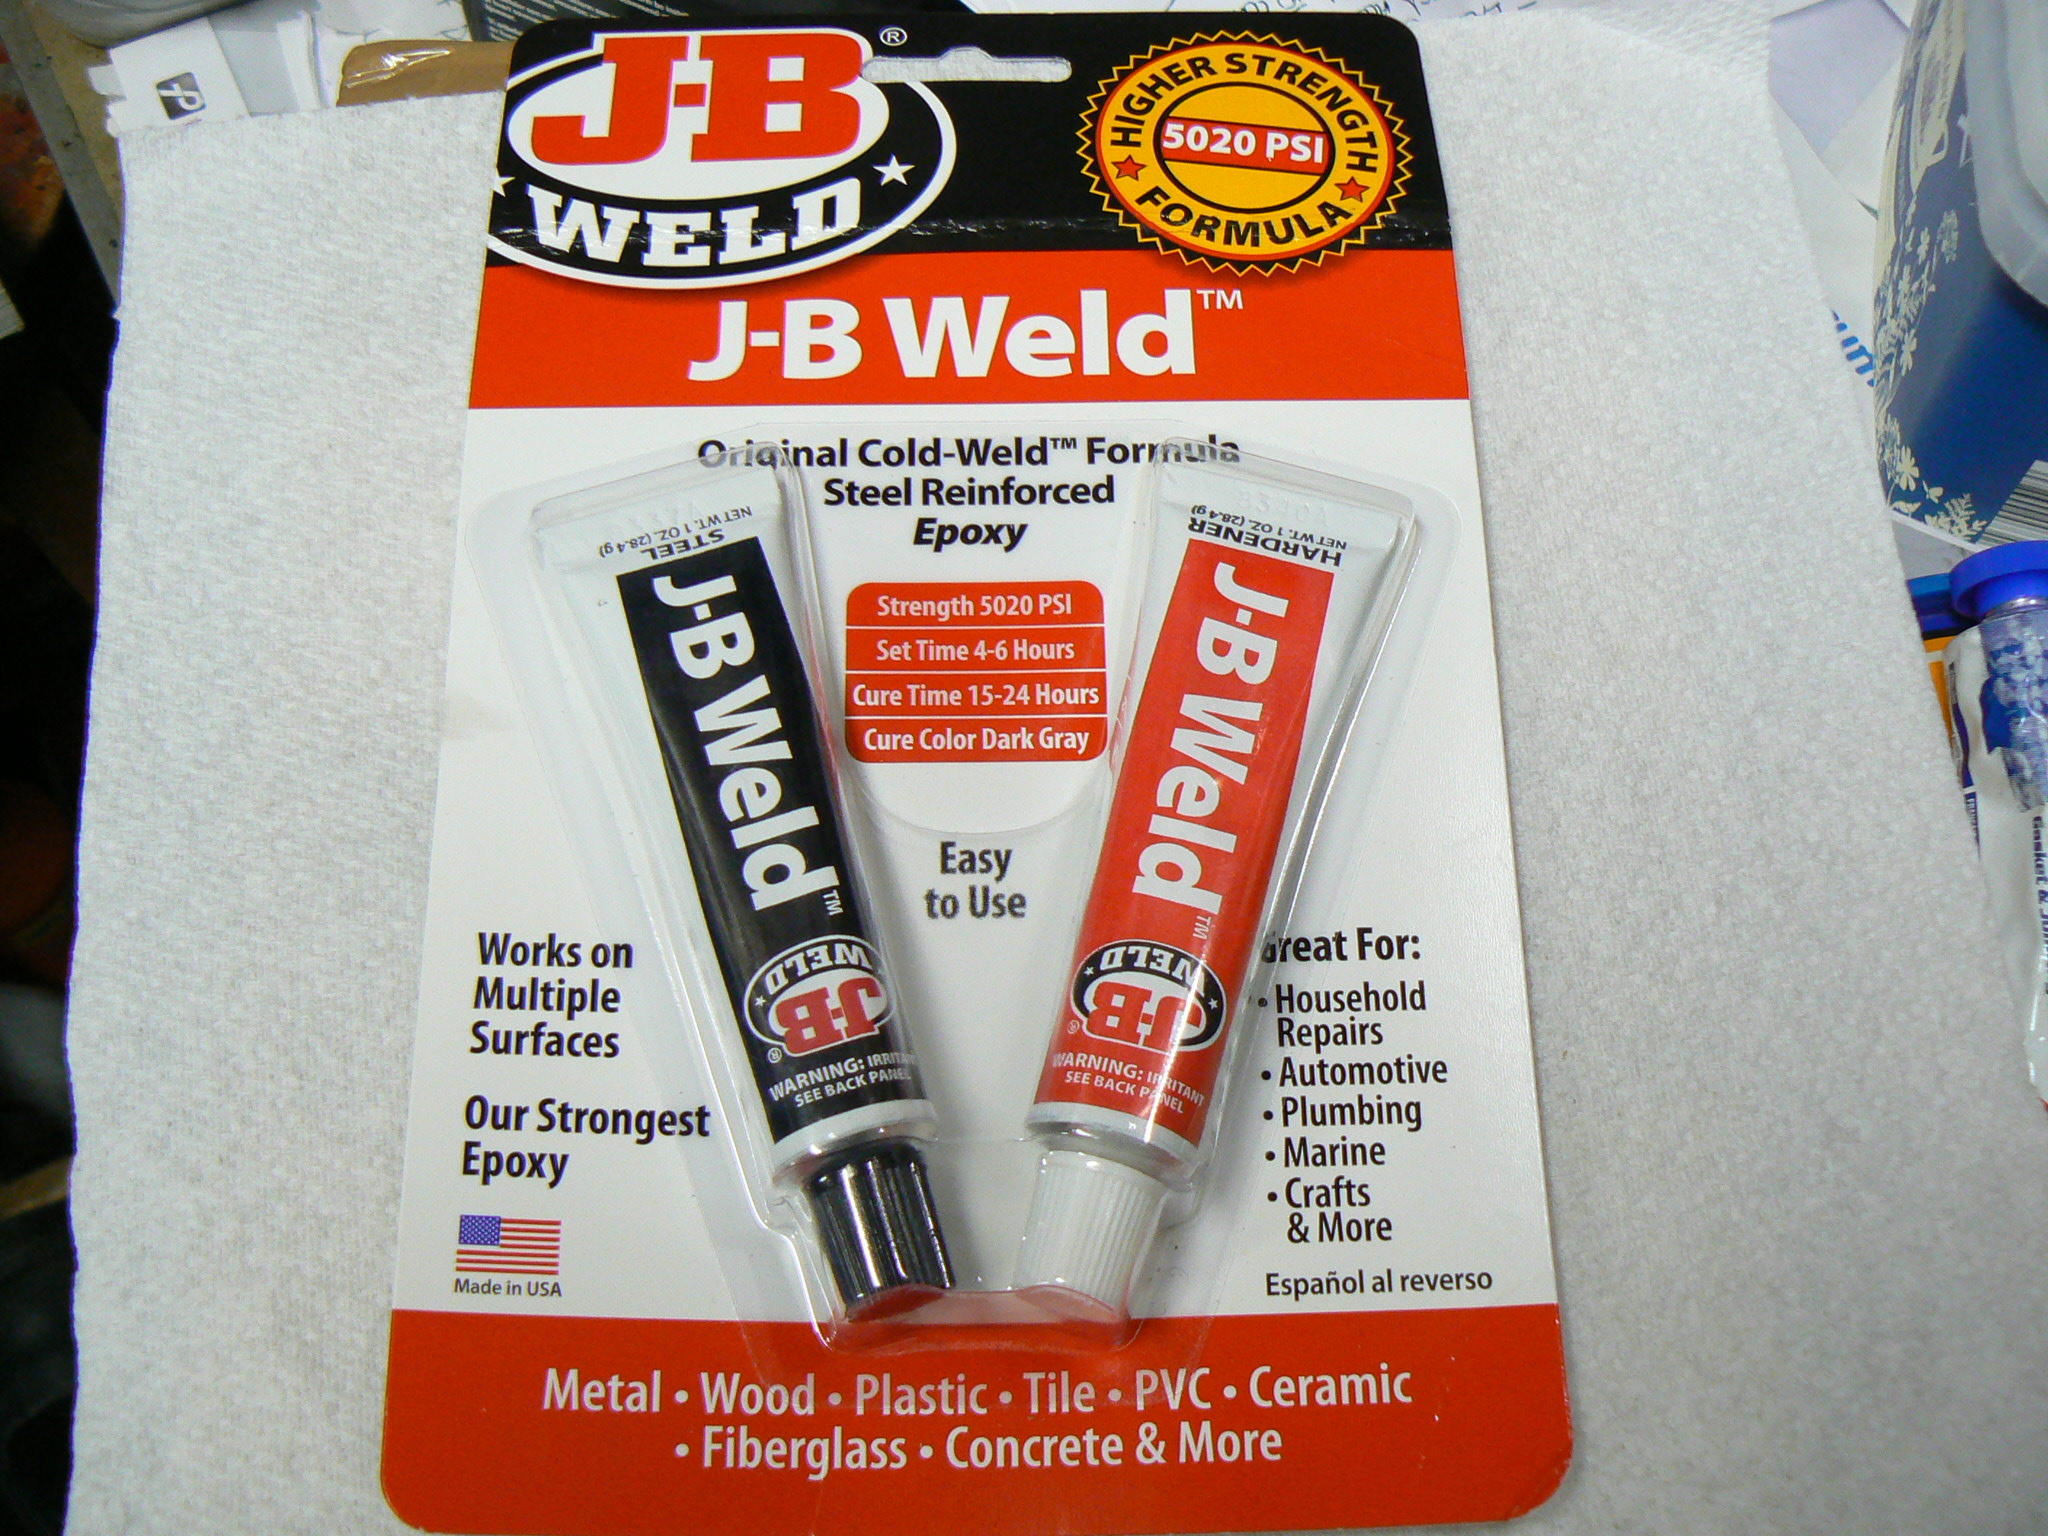 J-B ®
WELD
HIGHER STRENGTH
5020 PSI
FORMULA
J-B Weld™
Original Cold-Weld™ Formula
Steel Reinforced
Epoxy
Strength 5020 PSI
Set Time 4-6 Hours
Cure Time 15-24 Hours
Cure Color Dark Gray
Easy
to Use
NET WT. 1 OZ. (28.4 g)
STEEL
J-B Weld™
J-B ®
WELD
WARNING: IRRITANT
SEE BACK PANEL
NET WT. 1 OZ. (28.4 g)
HARDENER
J-B Weld™
J-B ®
WELD
WARNING: IRRITANT
SEE BACK PANEL
Works on
Multiple
Surfaces
Our Strongest
Epoxy
Made in USA
Great For:
• Household
Repairs
• Automotive
• Plumbing
• Marine
• Crafts
& More
Español al reverso
Metal • Wood • Plastic • Tile • PVC • Ceramic
• Fiberglass • Concrete & More